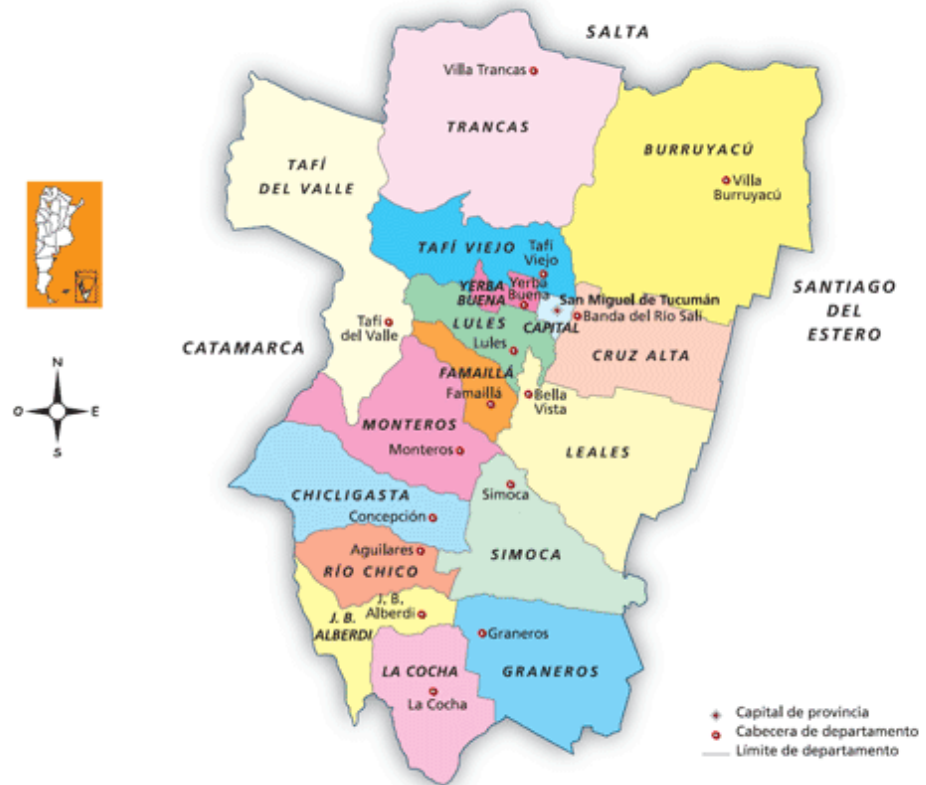 SALTA
Villa Trancas
TRANCAS
BURRUYACÚ
TAFÍ
DEL VALLE
Villa
Burruyacú
TAFÍ VIEJO
Tafí
Viejo
YERBA
BUENA
Yerba
Buena
San Miguel de Tucumán
SANTIAGO
DEL
ESTERO
LULES
CAPITAL
Banda del Río Salí
Tafí
del Valle
Lules
CATAMARCA
CRUZ ALTA
FAMAILLÁ
Famaillá
Bella
Vista
N
O
E
S
MONTEROS
Monteros
LEALES
CHICLIGASTA
Simoca
Concepción
Aguilares
SIMOCA
RÍO CHICO
J. B.
Alberdi
J. B.
ALBERDI
Graneros
LA COCHA
GRANEROS
La Cocha
Capital de provincia
Cabecera de departamento
Límite de departamento